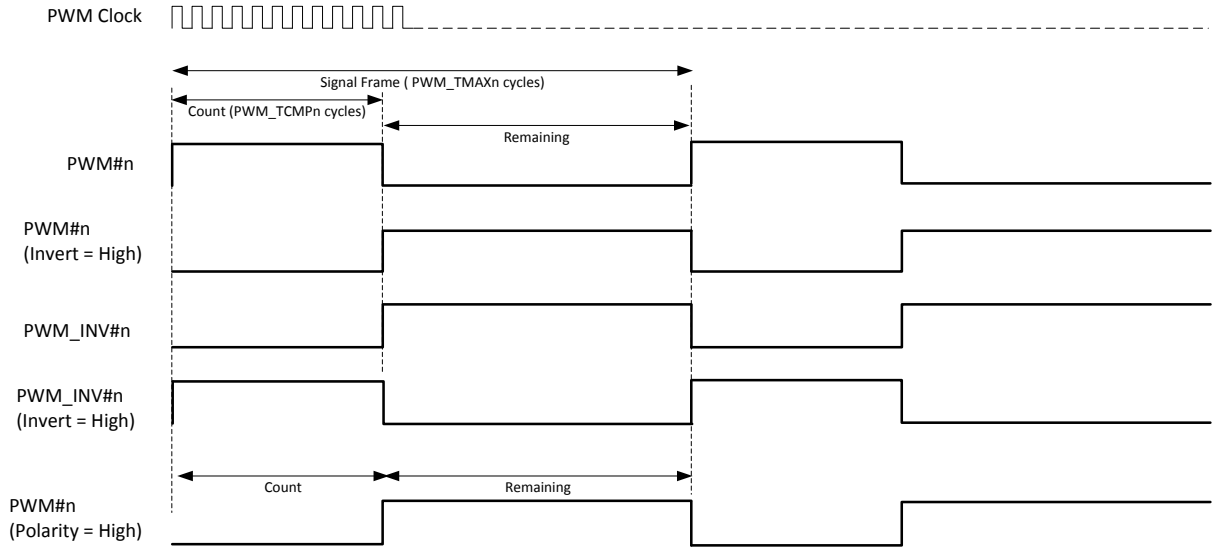 PWM Clock
Signal Frame ( PWM_TMAXn cycles)
Count (PWM_TCMPn cycles)
Remaining
PWM#n
PWM#n
(Invert = High)
PWM_INV#n
PWM_INV#n
(Invert = High)
Count
Remaining
PWM#n
(Polarity = High)